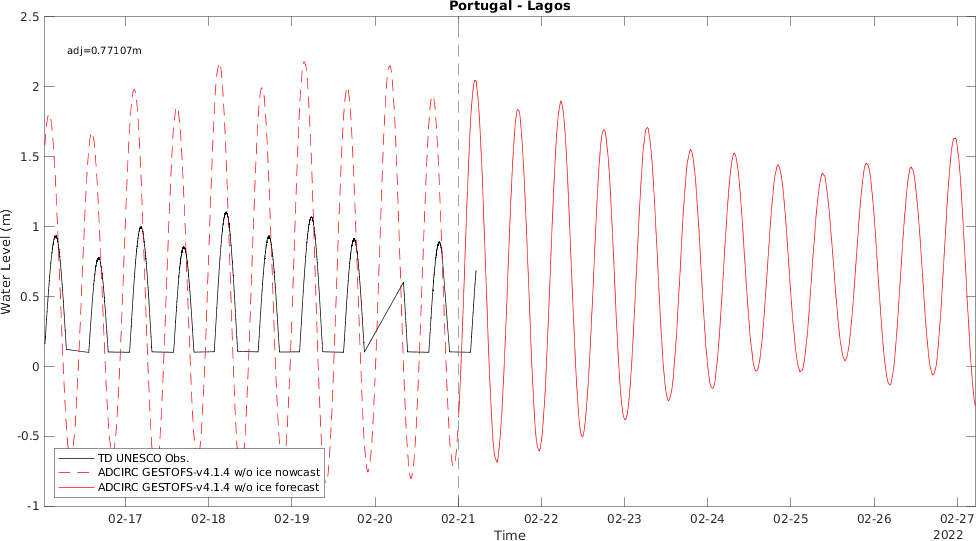 Portugal - Lagos
2.5
adj=0.77107m
2
1.5
1
0.5
0
-0.5
-1
Water Level (m)
TD UNESCO Obs.
ADCIRC GESTOFS-v4.1.4 w/o ice nowcast
ADCIRC GESTOFS-v4.1.4 w/o ice forecast
02-17 02-18 02-19 02-20 02-21 02-22 02-23 02-24 02-25 02-26 02-27
Time
2022